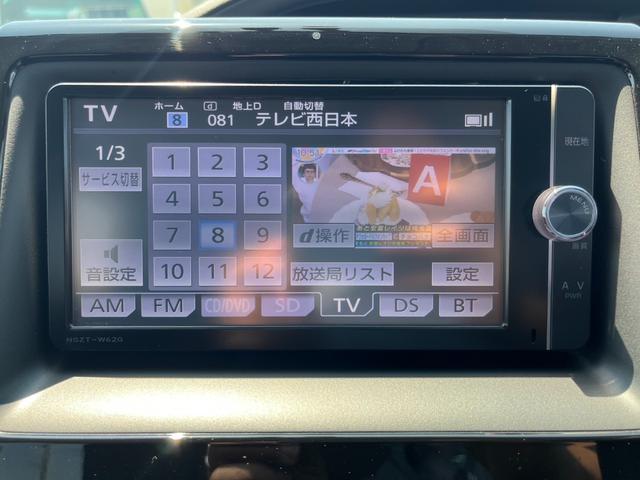 TV ホーム 8 d 地上D 081 自動切替 テレビ西日本
1/3
サービス切替
1 2 3
4 5 6
7 8 9
10 11 12
音設定
A
d操作 全画面
放送局リスト 設定
AM FM CD/DVD SD TV DS BT
現在地
MENU
画質
A V
PWR
NSZT-W62G